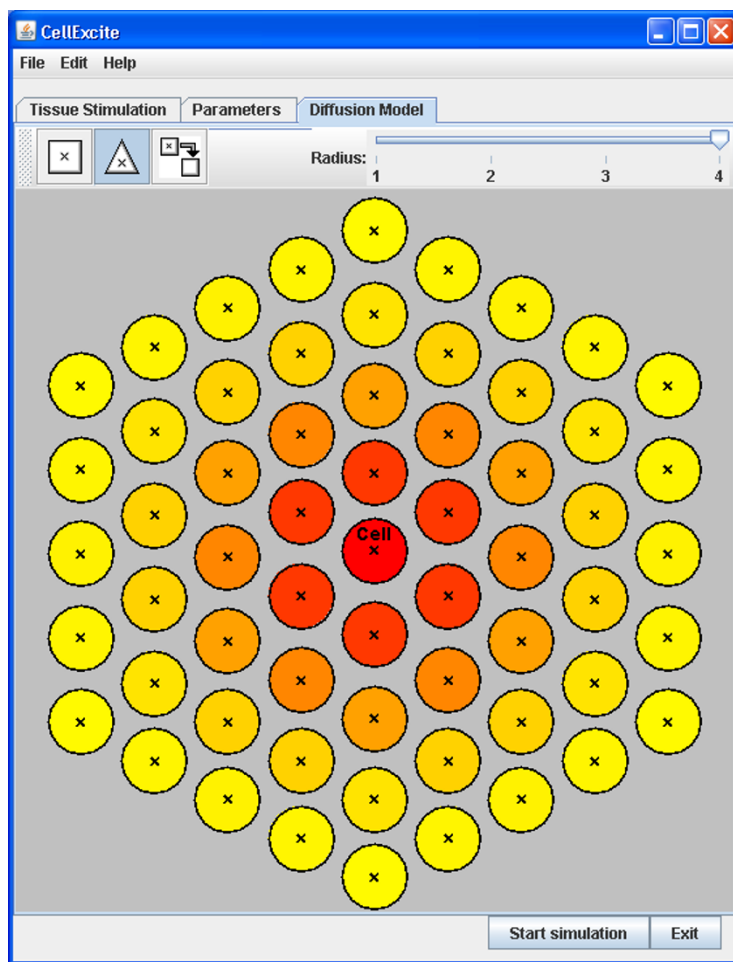 CellExcite
File Edit Help
Tissue Stimulation Parameters Diffusion Model
Radius:
1 2 3 4
Cell
Start simulation Exit